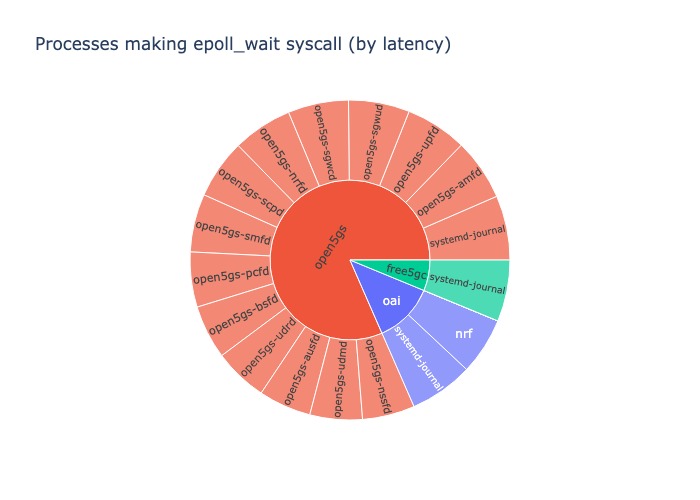 Processes making epoll_wait syscall (by latency)
open5gs
systemd-journal
open5gs-amfd
open5gs-upfd
open5gs-sgwud
open5gs-sgwcd
open5gs-nrfd
open5gs-scpd
open5gs-smfd
open5gs-pcfd
open5gs-bsfd
open5gs-udrd
open5gs-ausfd
open5gs-udmd
open5gs-nssfd
oai
systemd-journal
nrf
free5gc
systemd-journal